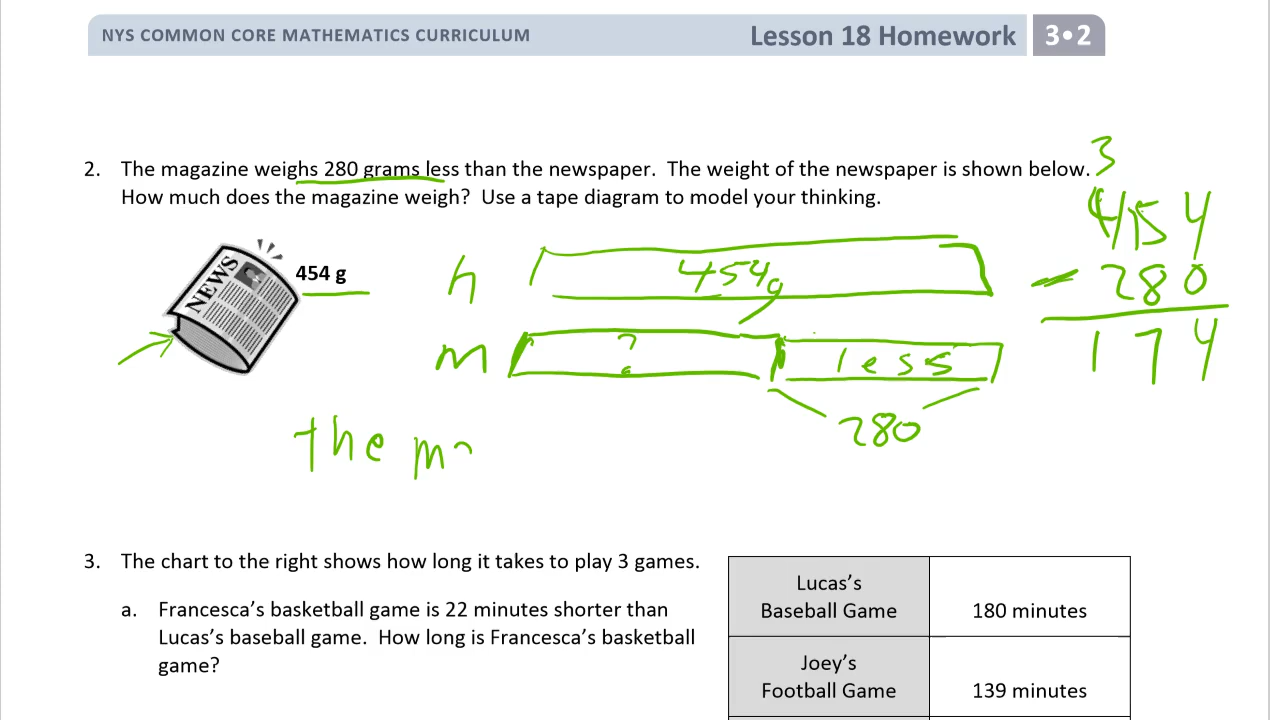 NYS COMMON CORE MATHEMATICS CURRICULUM
Lesson 18 Homework 3•2
2. The magazine weighs 280 grams less than the newspaper. The weight of the newspaper is shown below.
How much does the magazine weigh? Use a tape diagram to model your thinking.
NEWS
454 g
n
454g
m
?
less
280
3
4 15 4
- 280
174
the m
3. The chart to the right shows how long it takes to play 3 games.
a. Francesca's basketball game is 22 minutes shorter than
Lucas's baseball game. How long is Francesca's basketball
game?
Lucas's
Baseball Game
180 minutes
Joey's
Football Game
139 minutes